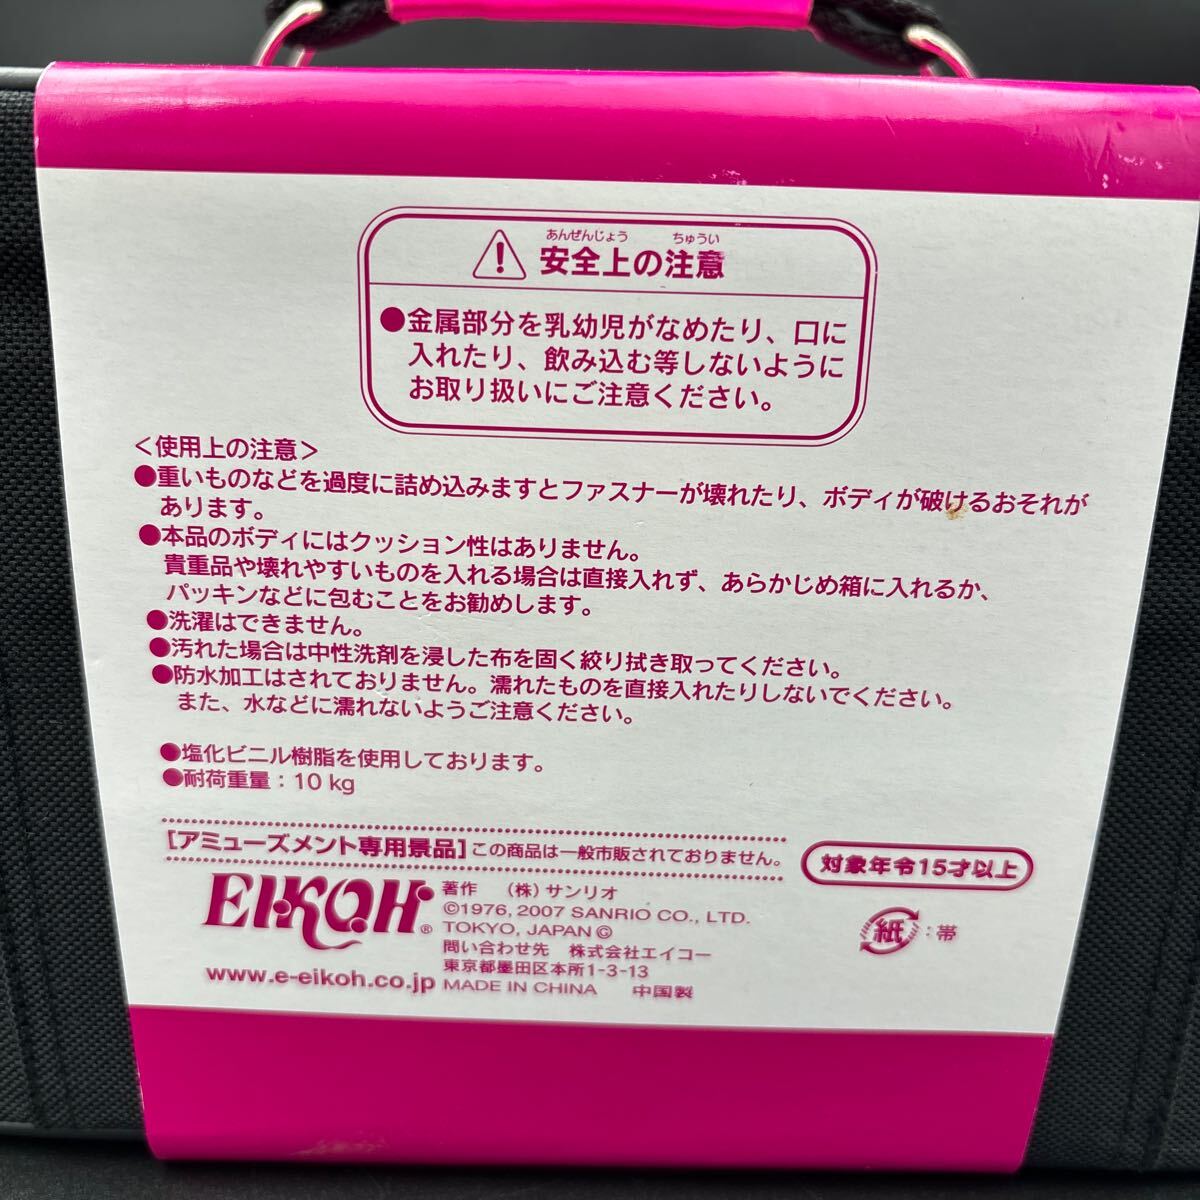 あんぜんじょう ちゅうい
安全上の注意
●金属部分を乳幼児がなめたり、口に
入れたり、飲み込む等しないように
お取り扱いにご注意ください。
＜使用上の注意＞
●重いものなどを過度に詰め込みますとファスナーが壊れたり、ボディが破けるおそれが
あります。
●本品のボディにはクッション性はありません。
貴重品や壊れやすいものを入れる場合は直接入れず、あらかじめ箱に入れるか、
パッキンなどに包むことをお勧めします。
●洗濯はできません。
●汚れた場合は中性洗剤を浸した布を固く絞り拭き取ってください。
●防水加工はされておりません。濡れたものを直接入れたりしないでください。
また、水などに濡れないようご注意ください。
●塩化ビニル樹脂を使用しております。
●耐荷重量：10 kg
［アミューズメント専用景品］この商品は一般市販されておりません。
対象年令15才以上
EIKOH®
著作 （株）サンリオ
©1976, 2007 SANRIO CO., LTD.
TOKYO, JAPAN Ⓖ
問い合わせ先 株式会社エイコー
東京都墨田区本所1-3-13
www.e-eikoh.co.jp MADE IN CHINA 中国製
紙：帯